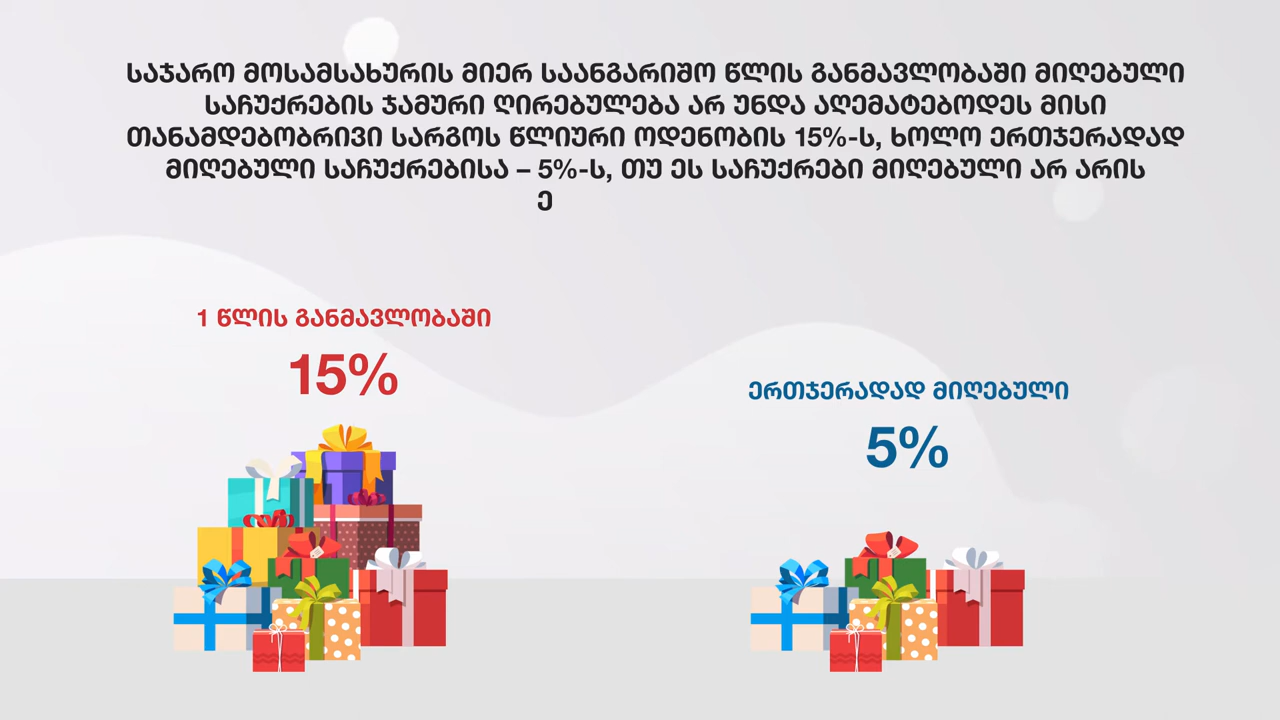 საჯარო მოსამსახურის მიერ საანგარიშო წლის განმავლობაში მიღებული
საჩუქრების ჯამური ღირებულება არ უნდა აღემატებოდეს მისი
თანამდებობრივი სარგოს წლიური ოდენობის 15%-ს, ხოლო ერთჯერადად
მიღებული საჩუქრებისა – 5%-ს, თუ ეს საჩუქრები მიღებული არ არის
ე
1 წლის განმავლობაში
15%
ერთჯერადად მიღებული
5%